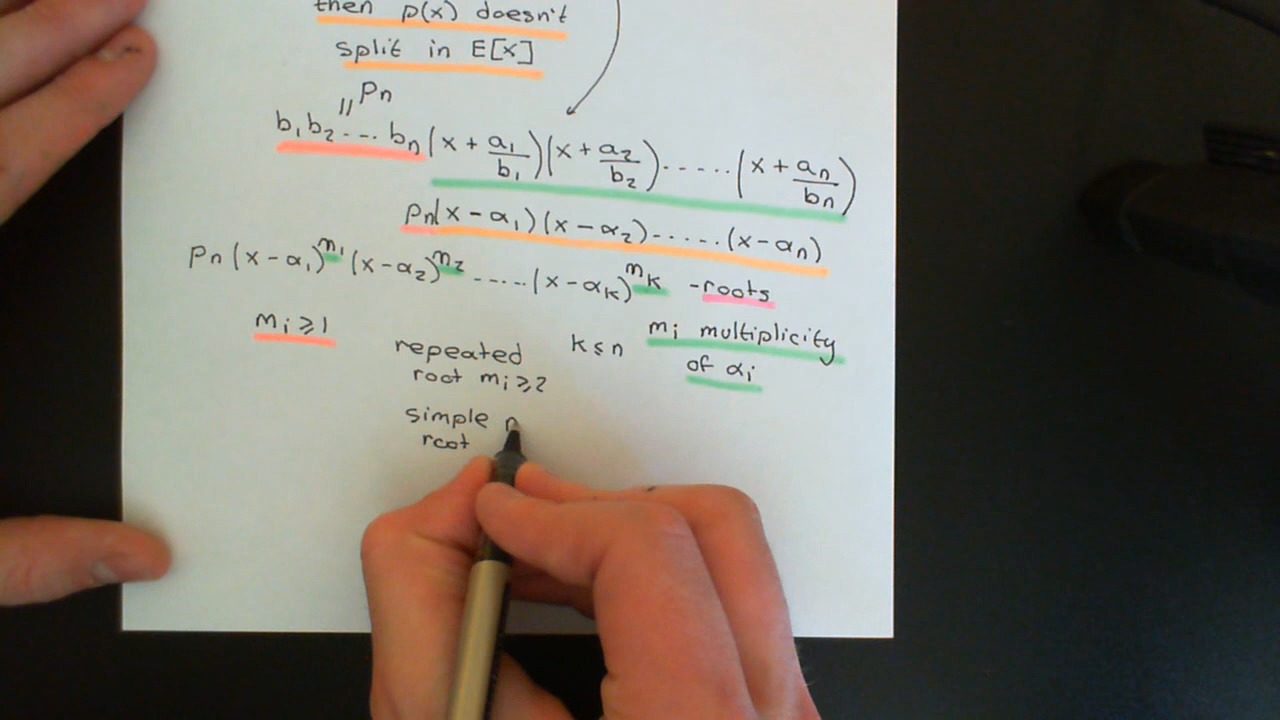 then p(x) doesn't
split in E[x]
= pn
b₁b₂---bn(x + a₁/b₁)(x + a₂/b₂)-----(x + an/bn)
pn(x - α₁)(x - α₂)-----(x - αn)
pn(x - α₁)^m₁(x - α₂)^m₂-----(x - αk)^mk - roots
mi ≥ 1
repeated
root mi ≥ 2
k ≤ n
mi multiplicity
of αi
simple
root